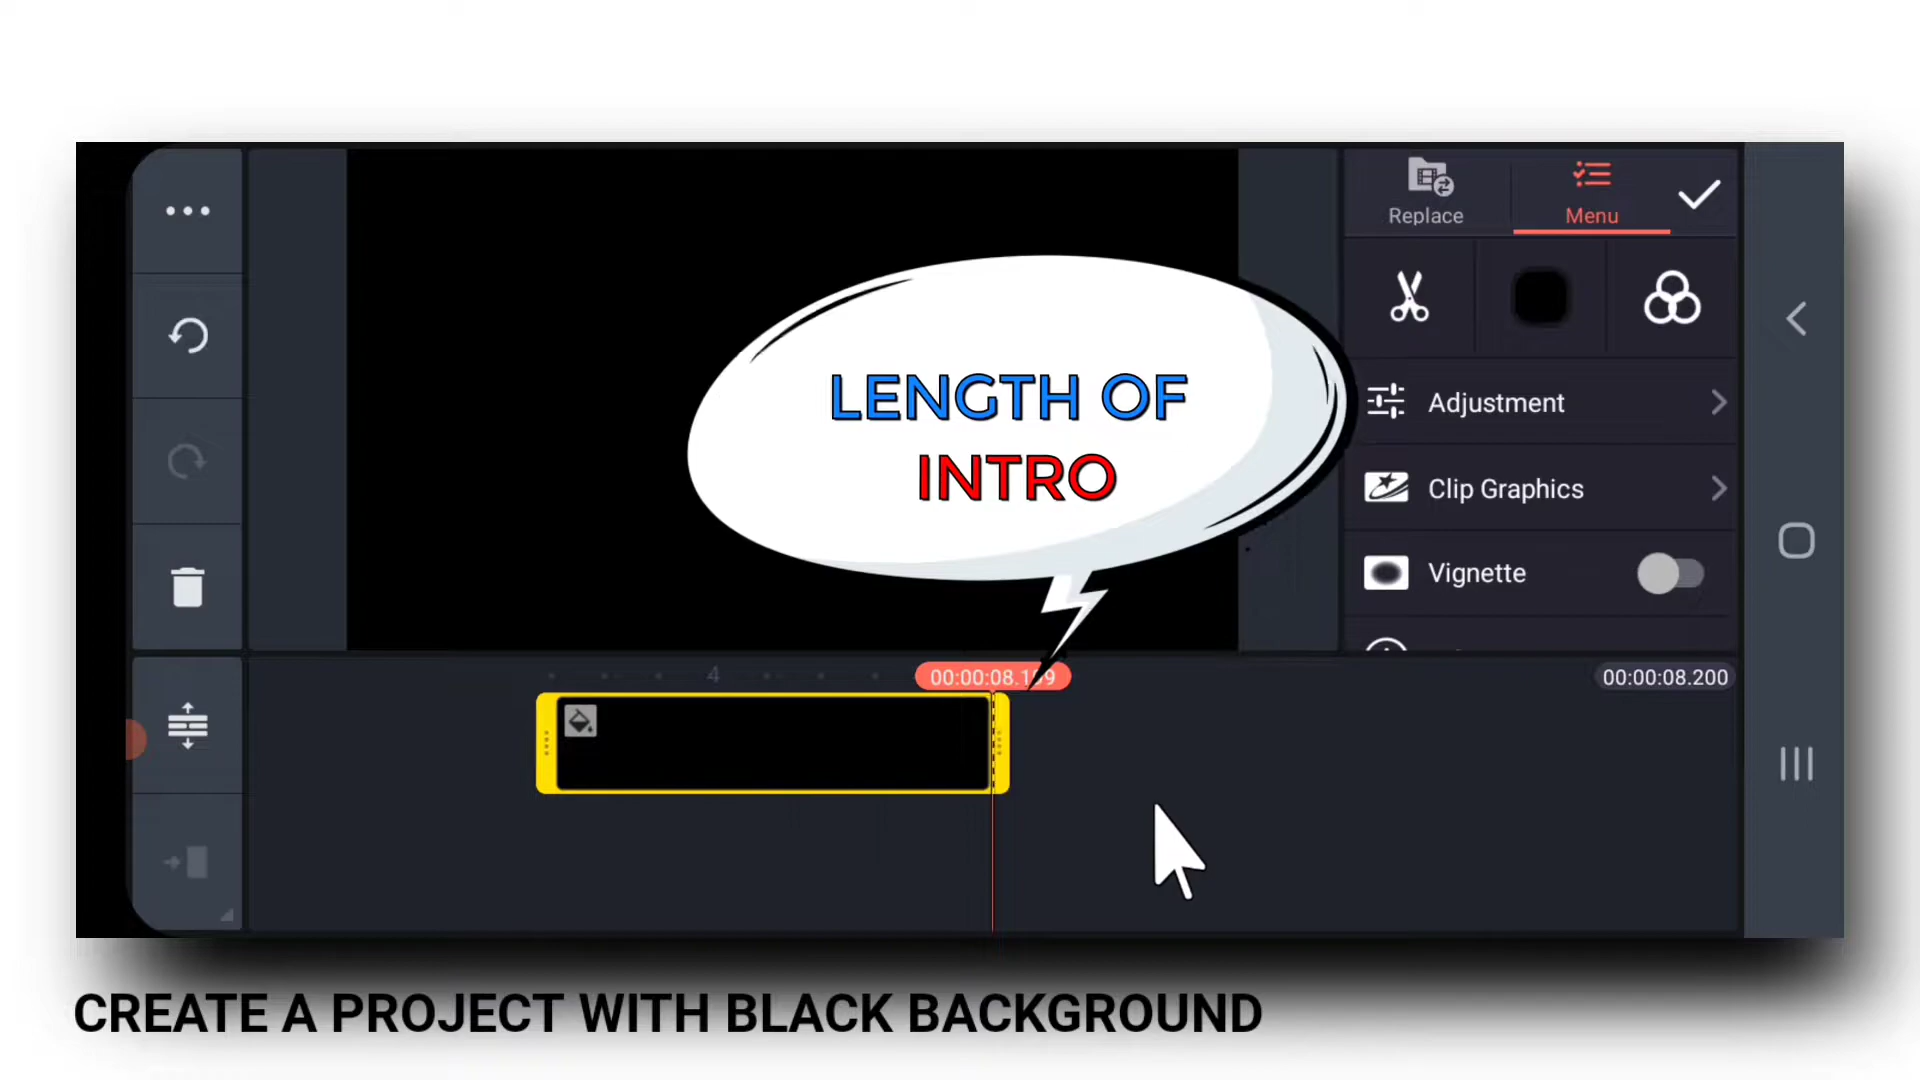 Replace
Menu
LENGTH OF
INTRO
Adjustment
Clip Graphics
Vignette
4
00:00:08.199
00:00:08.200
CREATE A PROJECT WITH BLACK BACKGROUND